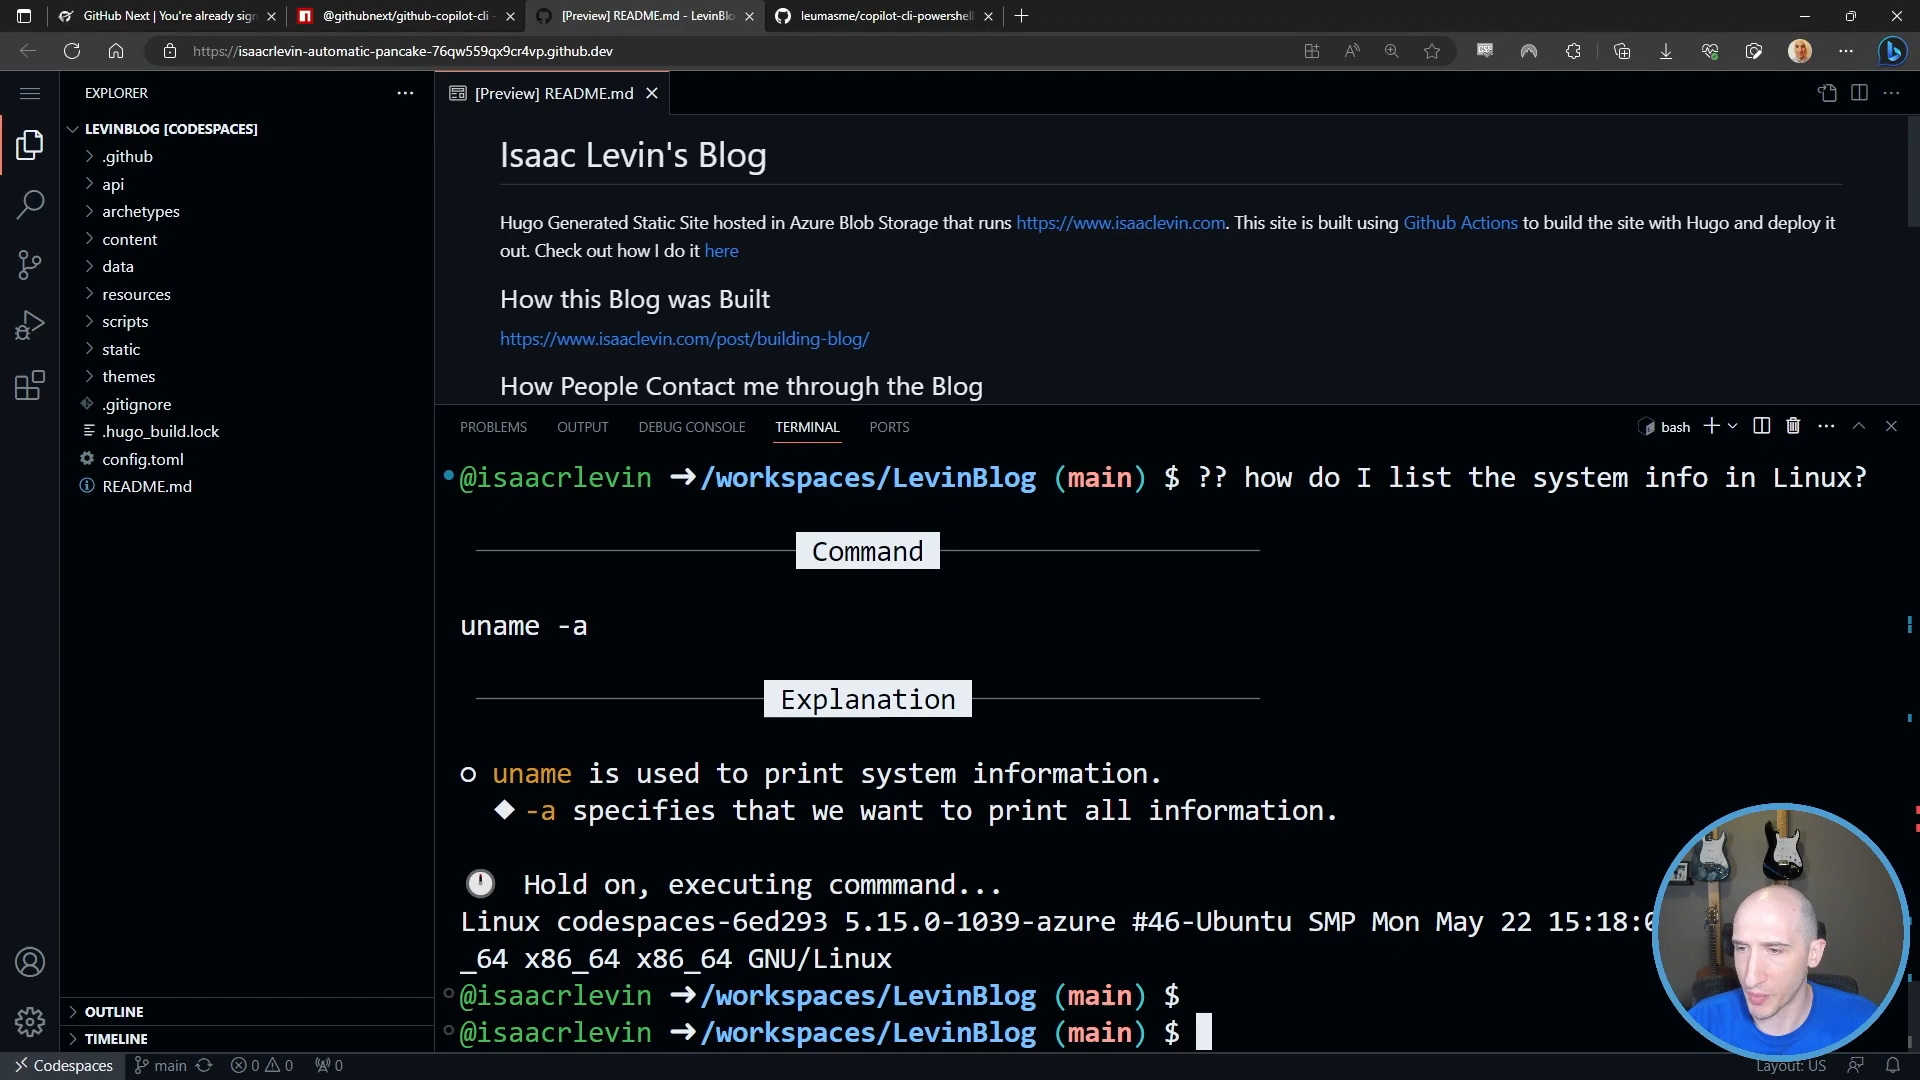 GitHub Next | You're already sign
@githubnext/github-copilot-cli -
[Preview] README.md - LevinBlo
leumasme/copilot-cli-powershell
https://isaacrlevin-automatic-pancake-76qw559qx9cr4vp.github.dev
EXPLORER
[Preview] README.md
LEVINBLOG [CODESPACES]
.github
api
archetypes
content
data
resources
scripts
static
themes
.gitignore
.hugo_build.lock
config.toml
README.md
OUTLINE
TIMELINE
Isaac Levin's Blog
Hugo Generated Static Site hosted in Azure Blob Storage that runs https://www.isaaclevin.com. This site is built using Github Actions to build the site with Hugo and deploy it
out. Check out how I do it here
How this Blog was Built
https://www.isaaclevin.com/post/building-blog/
How People Contact me through the Blog
PROBLEMS OUTPUT DEBUG CONSOLE TERMINAL PORTS
bash
@isaacrlevin ➜/workspaces/LevinBlog (main) $ ?? how do I list the system info in Linux?
Command
uname -a
Explanation
○ uname is used to print system information.
◆ -a specifies that we want to print all information.
Hold on, executing commmand...
Linux codespaces-6ed293 5.15.0-1039-azure #46-Ubuntu SMP Mon May 22 15:18:
_64 x86_64 x86_64 GNU/Linux
@isaacrlevin ➜/workspaces/LevinBlog (main) $
@isaacrlevin ➜/workspaces/LevinBlog (main) $
Codespaces main 0 0 0
Layout: US